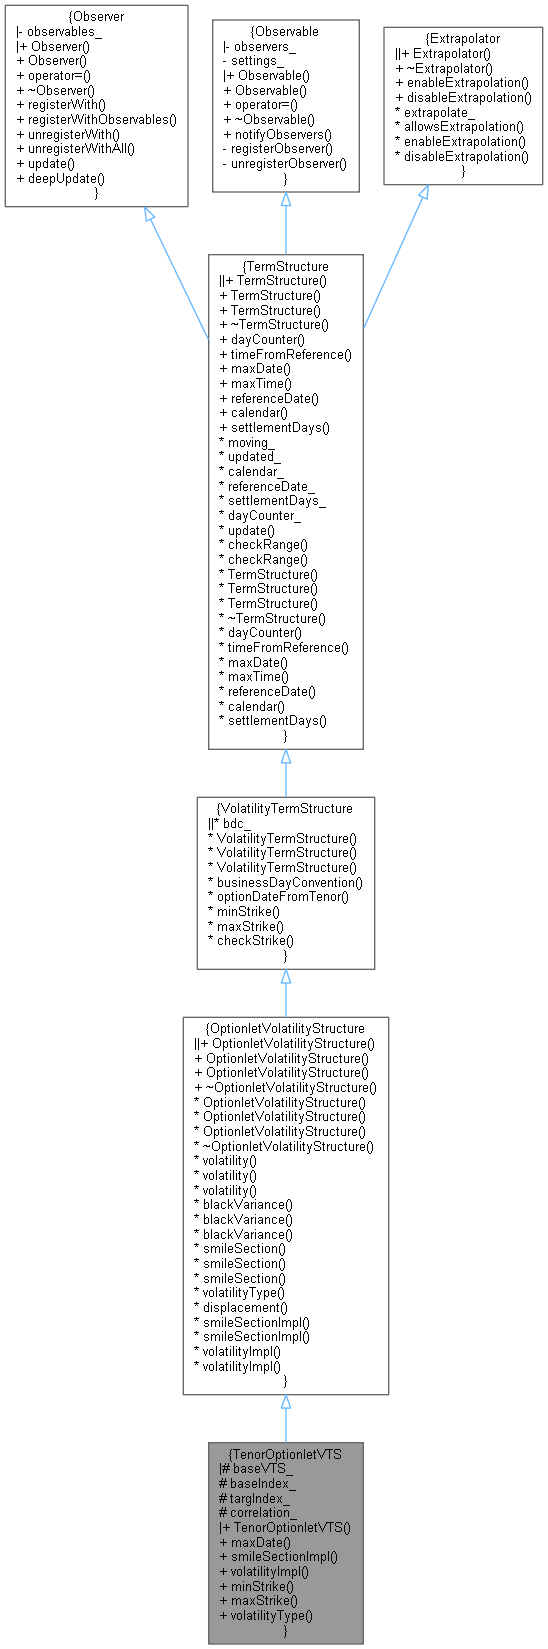 {Observer
|- observables_
|+ Observer()
+ Observer()
+ operator=()
+ ~Observer()
+ registerWith()
+ registerWithObservables()
+ unregisterWith()
+ unregisterWithAll()
+ update()
+ deepUpdate()
}
{Observable
|- observers_
- settings_
|+ Observable()
+ Observable()
+ operator=()
+ ~Observable()
+ notifyObservers()
- registerObserver()
- unregisterObserver()
}
{Extrapolator
||+ Extrapolator()
+ ~Extrapolator()
+ enableExtrapolation()
+ disableExtrapolation()
* extrapolate_
* allowsExtrapolation()
* enableExtrapolation()
* disableExtrapolation()
}
{TermStructure
||+ TermStructure()
+ TermStructure()
+ TermStructure()
+ ~TermStructure()
+ dayCounter()
+ timeFromReference()
+ maxDate()
+ maxTime()
+ referenceDate()
+ calendar()
+ settlementDays()
* moving_
* updated_
* calendar_
* referenceDate_
* settlementDays_
* dayCounter_
* update()
* checkRange()
* checkRange()
* TermStructure()
* TermStructure()
* TermStructure()
* ~TermStructure()
* dayCounter()
* timeFromReference()
* maxDate()
* maxTime()
* referenceDate()
* calendar()
* settlementDays()
}
{VolatilityTermStructure
||* bdc_
* VolatilityTermStructure()
* VolatilityTermStructure()
* VolatilityTermStructure()
* businessDayConvention()
* optionDateFromTenor()
* minStrike()
* maxStrike()
* checkStrike()
}
{OptionletVolatilityStructure
||+ OptionletVolatilityStructure()
+ OptionletVolatilityStructure()
+ OptionletVolatilityStructure()
+ ~OptionletVolatilityStructure()
* OptionletVolatilityStructure()
* OptionletVolatilityStructure()
* OptionletVolatilityStructure()
* ~OptionletVolatilityStructure()
* volatility()
* volatility()
* volatility()
* blackVariance()
* blackVariance()
* blackVariance()
* smileSection()
* smileSection()
* smileSection()
* volatilityType()
* displacement()
* smileSectionImpl()
* smileSectionImpl()
* volatilityImpl()
* volatilityImpl()
}
{TenorOptionletVTS
|# baseVTS_
# baseIndex_
# targIndex_
# correlation_
|+ TenorOptionletVTS()
+ maxDate()
+ smileSectionImpl()
+ volatilityImpl()
+ minStrike()
+ maxStrike()
+ volatilityType()
}